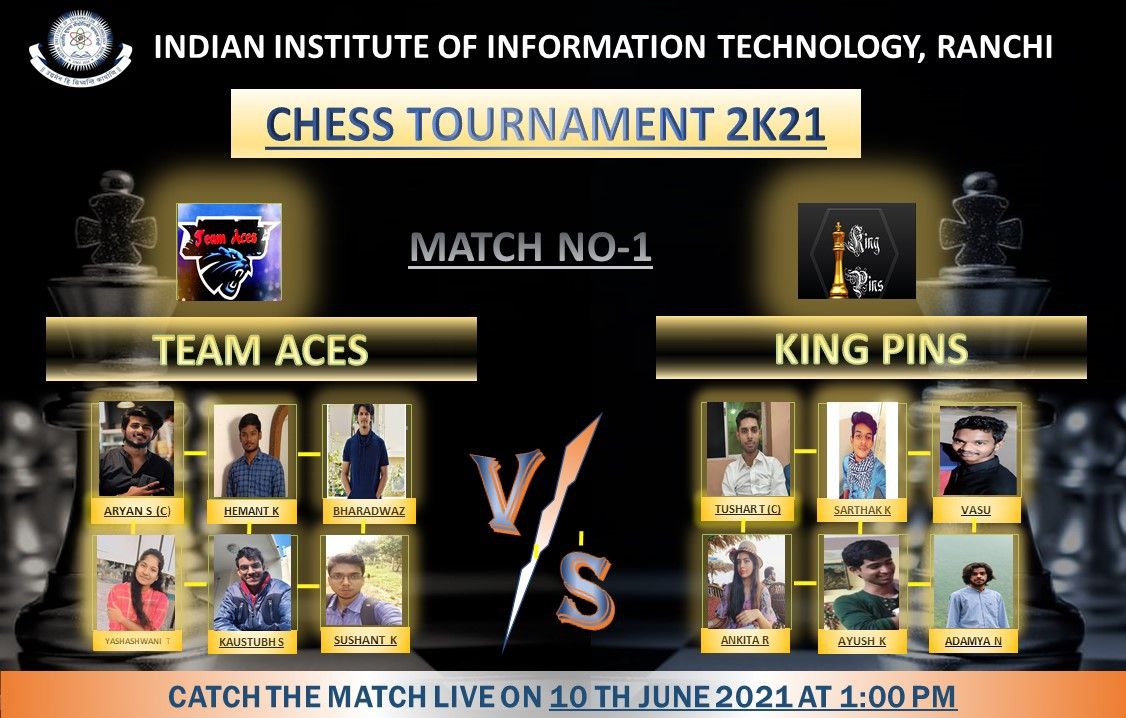 INDIAN INSTITUTE OF INFORMATION TECHNOLOGY, RANCHI
CHESS TOURNAMENT 2K21
Team Aces
MATCH NO-1
King
Pins
TEAM ACES
KING PINS
ARYAN S (C)
HEMANT K
BHARADWAZ
TUSHAR T (C)
SARTHAK K
VASU
VS
YASHASHWANI T
KAUSTUBH S
SUSHANT K
ANKITA R
AYUSH K
ADAMYA N
CATCH THE MATCH LIVE ON 10 TH JUNE 2021 AT 1:00 PM